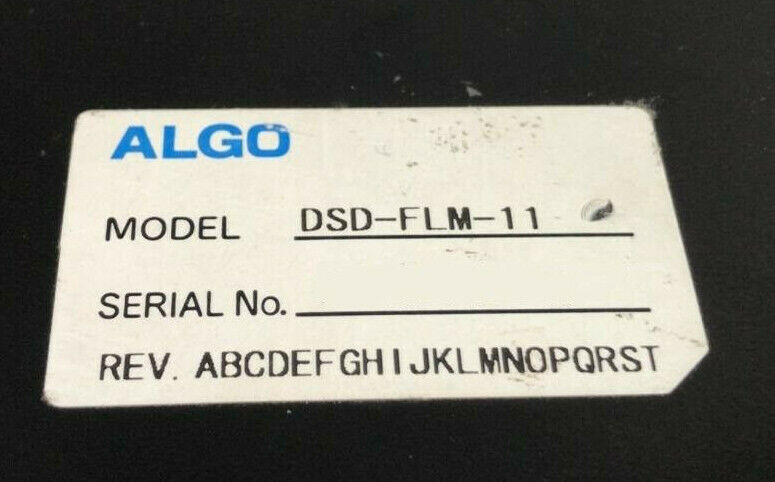 ALGO
MODEL DSD-FLM-11
SERIAL No.
REV. ABCDEFGHIJKLMNOPQRST